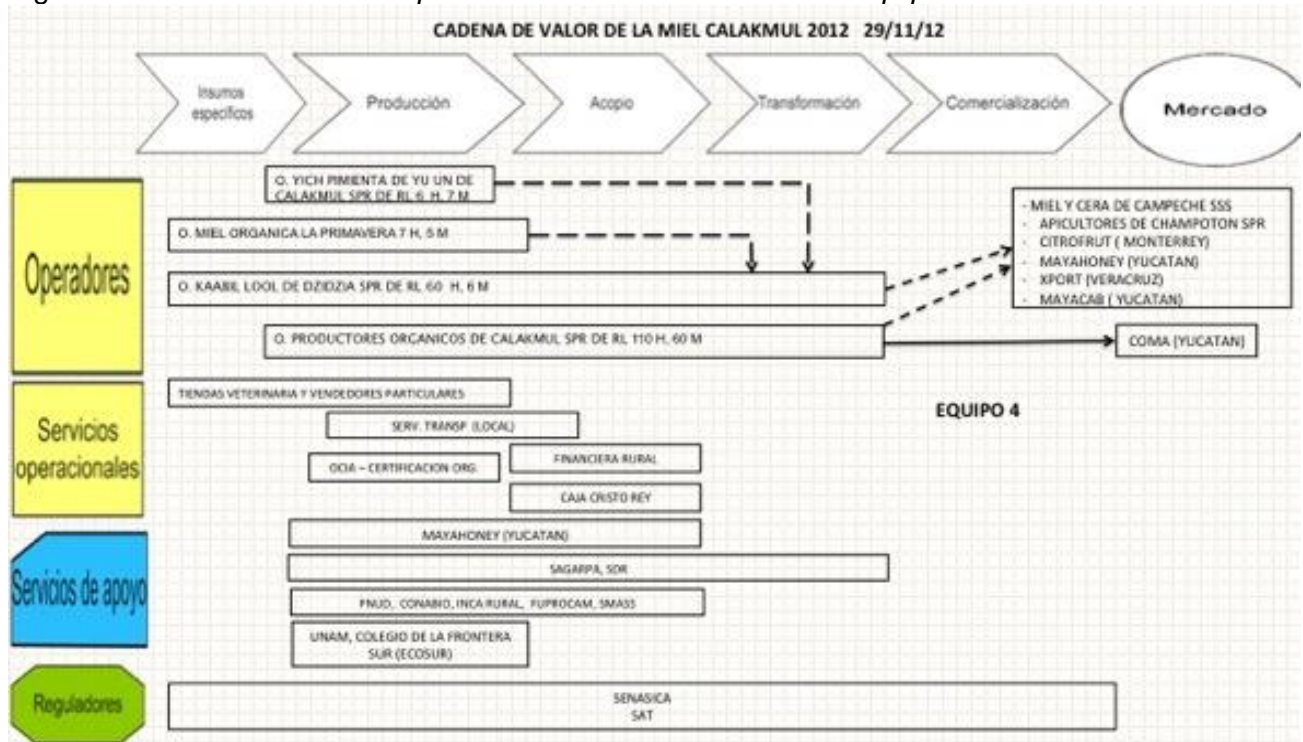 CADENA DE VALOR DE LA MIEL CALAKMUL 2012 29/11/12
Insumos
específicos
Producción
Acopio
Transformación
Comercialización
Mercado
Operadores
O. YICH PIMIENTA DE YU UN DE
CALAKMUL SPR DE RL 6 H, 7 M
O. MIEL ORGANICA LA PRIMAVERA 7 H, 5 M
O. KAABIL LOOL DE DZIDZIA SPR DE RL 60 H, 6 M
O. PRODUCTORES ORGANICOS DE CALAKMUL SPR DE RL 110 H, 60 M
- MIEL Y CERA DE CAMPECHE SSS
- APICULTORES DE CHAMPOTON SPR
- CITROFRUT ( MONTERREY)
- MAYAHONEY (YUCATAN)
- XPORT (VERACRUZ)
- MAYACAB ( YUCATAN)
COMA (YUCATAN)
Servicios
operacionales
TIENDAS VETERINARIA Y VENDEDORES PARTICULARES
SERV. TRANSP (LOCAL)
OCIA – CERTIFICACION ORG.
FINANCIERA RURAL
CAJA CRISTO REY
EQUIPO 4
Servicios de apoyo
MAYAHONEY (YUCATAN)
SAGARPA, SDR
PNUD, CONABIO, INCA RURAL, FUPROCAM, SMASS
UNAM, COLEGIO DE LA FRONTERA
SUR (ECOSUR)
Reguladores
SENASICA
SAT